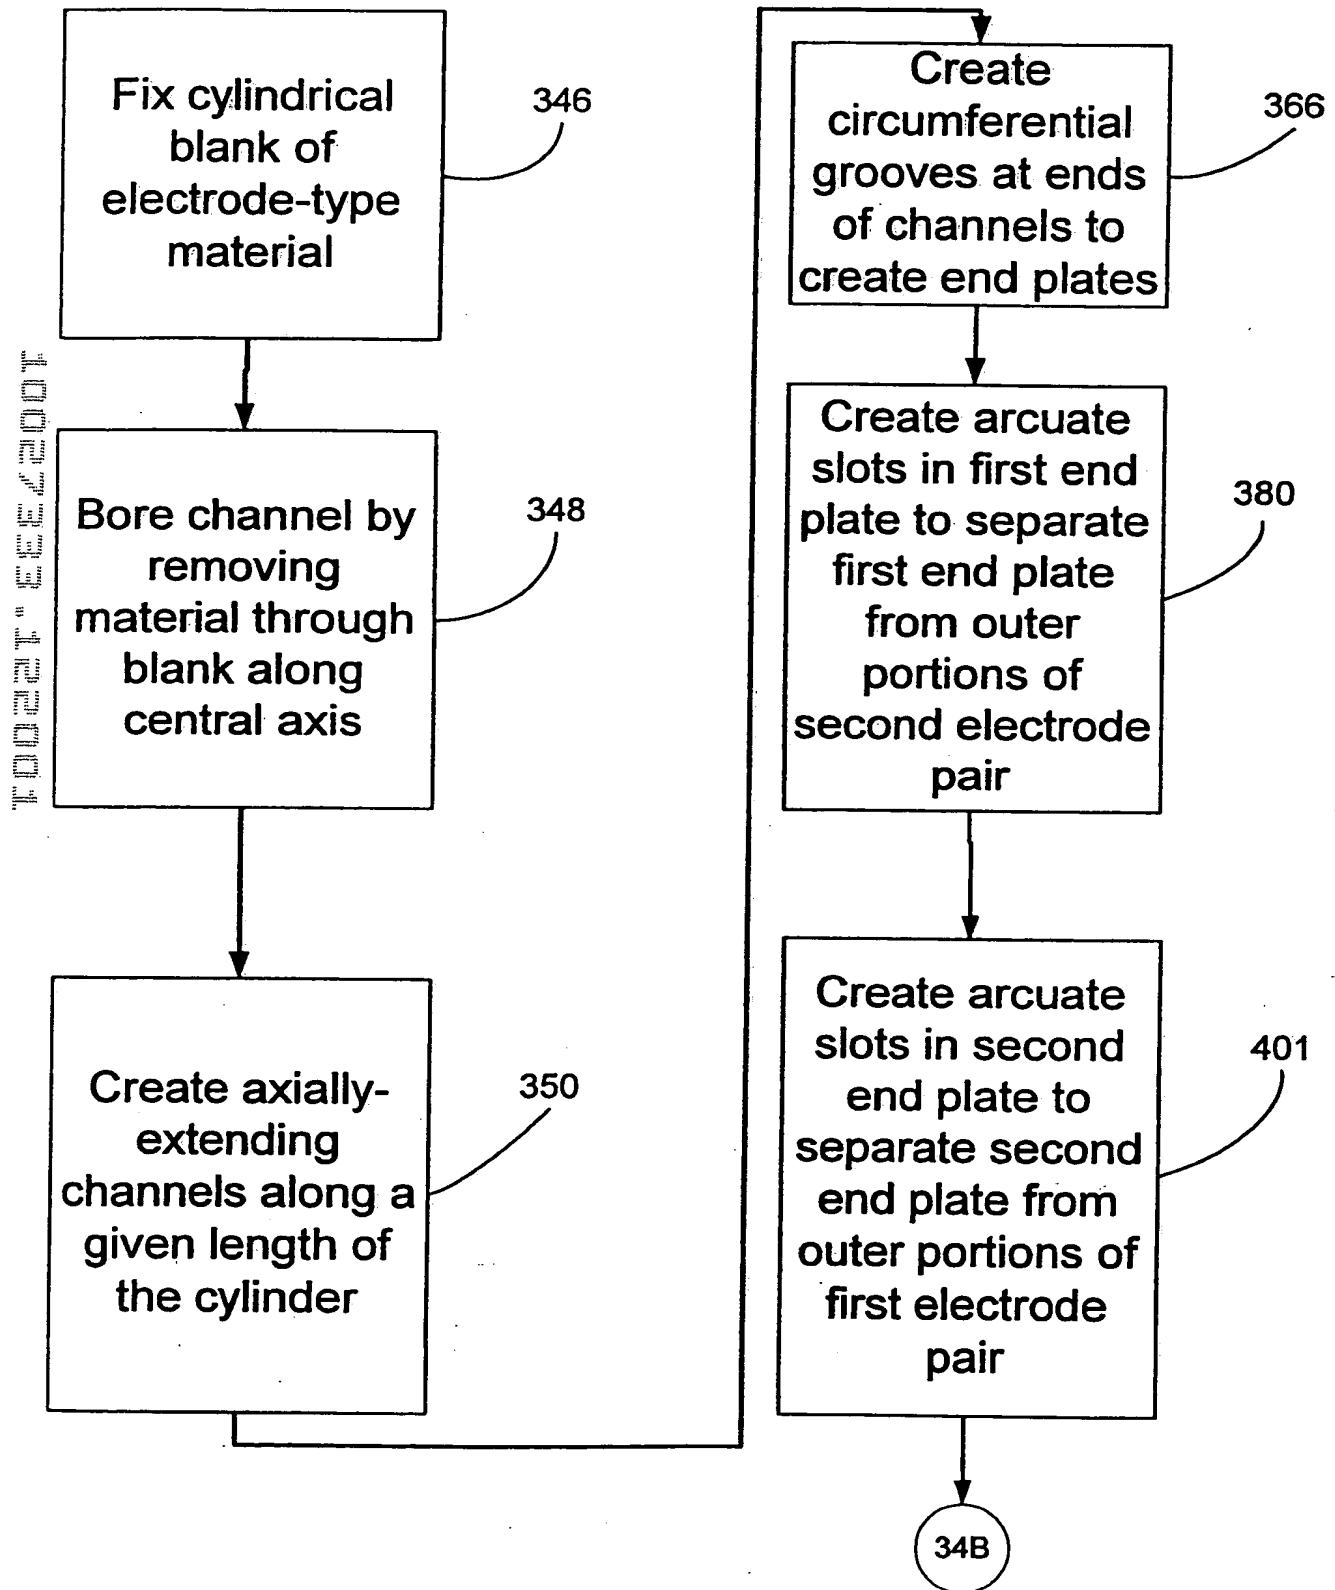 Fix cylindrical
blank of
electrode-type
material
346
Bore channel by
removing
material through
blank along
central axis
348
Create axially-
extending
channels along a
given length of
the cylinder
350
Create
circumferential
grooves at ends
of channels to
create end plates
366
Create arcuate
slots in first end
plate to separate
first end plate
from outer
portions of
second electrode
pair
380
Create arcuate
slots in second
end plate to
separate second
end plate from
outer portions of
first electrode
pair
401
34B
10027333.122001